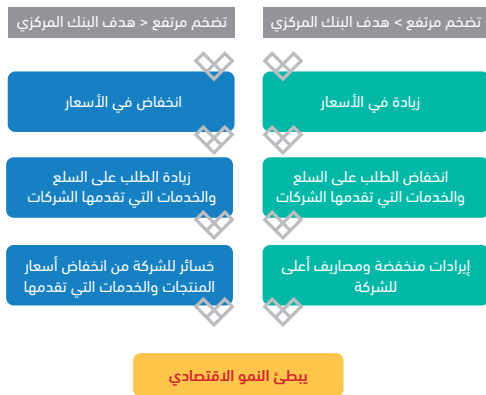 تضخم مرتفع > هدف البنك المركزي
زيادة في الأسعار
انخفاض الطلب على السلع
والخدمات التي تقدمها الشركات
إيرادات منخفضة ومصاريف أعلى
للشركة
تضخم مرتفع < هدف البنك المركزي
انخفاض في الأسعار
زيادة الطلب على السلع
والخدمات التي تقدمها الشركات
خسائر للشركة من انخفاض أسعار
المنتجات والخدمات التي تقدمها
يبطئ النمو الاقتصادي